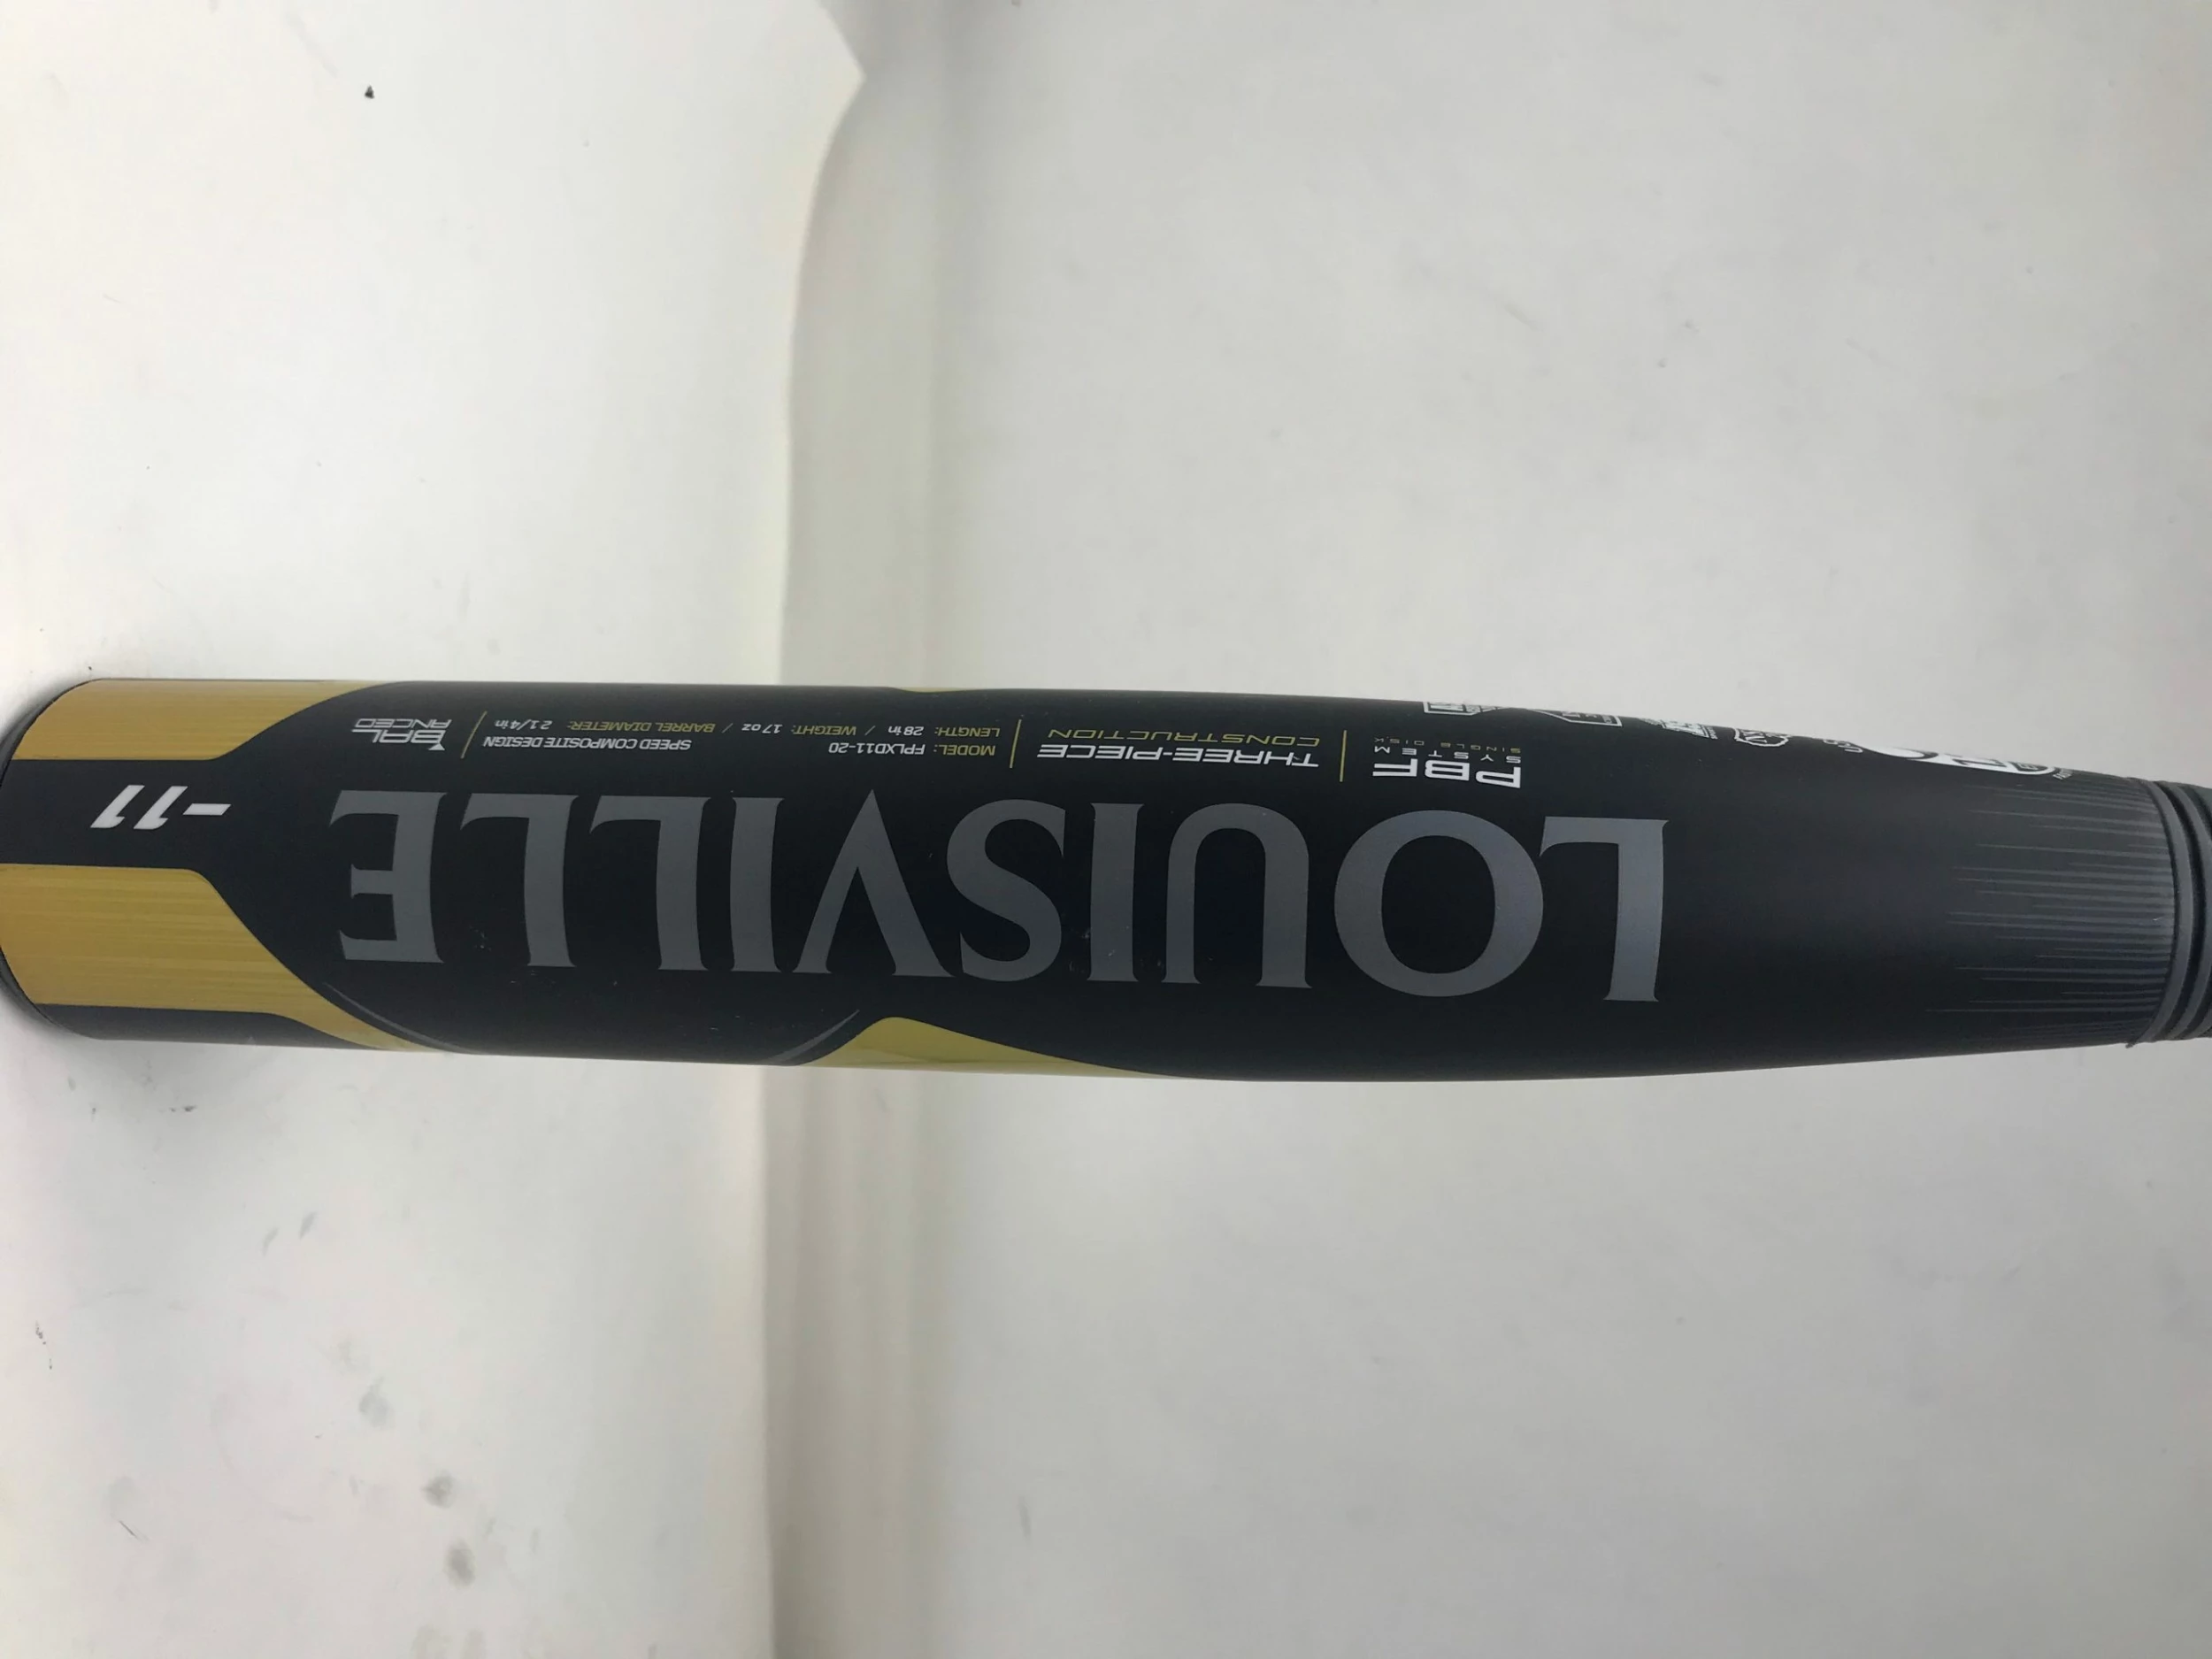 LOUISVILLE
-11
PBF
SYSTEM
SINGLE DISK
THREE-PIECE
CONSTRUCTION
MODEL: FPLXD11-20
LENGTH: 28 in / WEIGHT: 17 oz / BARREL DIAMETER: 2 1/4 in
SPEED COMPOSITE DESIGN
BAL
ANCED